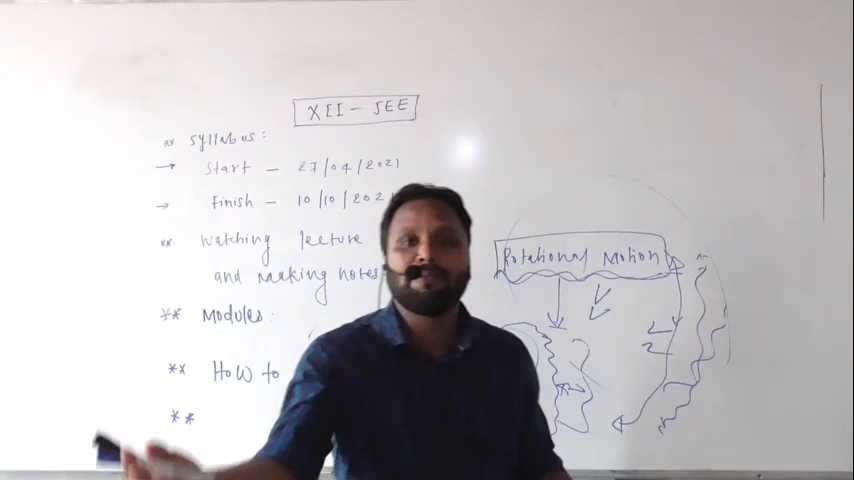 XII - JEE
** Syllabus:
→ Start - 27/04/2021
→ Finish - 10/10/202
** Watching lecture
and making notes
** Modules:
** How to
**
Rotational Motion